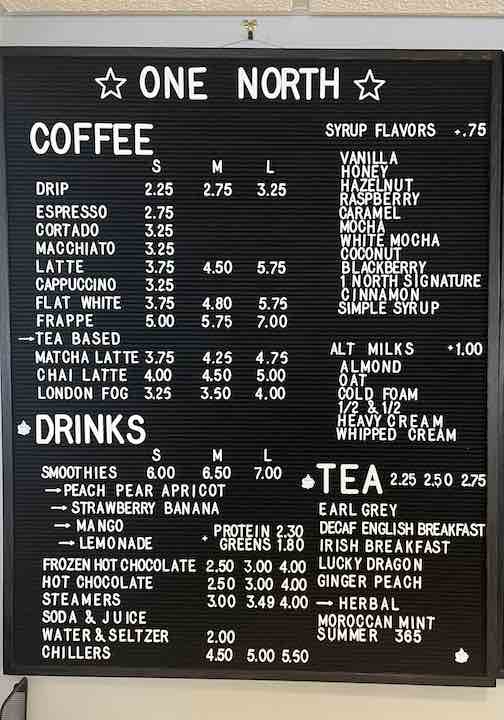 ONE NORTH
COFFEE
S M L
DRIP 2.25 2.75 3.25
ESPRESSO 2.75
CORTADO 3.25
MACCHIATO 3.25
LATTE 3.75 4.50 5.75
CAPPUCCINO 3.25
FLAT WHITE 3.75 4.80 5.75
FRAPPE 5.00 5.75 7.00
→TEA BASED
MATCHA LATTE 3.75 4.25 4.75
CHAI LATTE 4.00 4.50 5.00
LONDON FOG 3.25 3.50 4.00
DRINKS
S M L
SMOOTHIES 6.00 6.50 7.00
→PEACH PEAR APRICOT
→STRAWBERRY BANANA
→ MANGO
→LEMONADE
+ PROTEIN 2.30
GREENS 1.80
FROZEN HOT CHOCOLATE 2.50 3.00 4.00
HOT CHOCOLATE 2.50 3.00 4.00
STEAMERS 3.00 3.49 4.00
SODA & JUICE
WATER & SELTZER 2.00
CHILLERS 4.50 5.00 5.50
SYRUP FLAVORS +.75
VANILLA
HONEY
HAZELNUT
RASPBERRY
CARAMEL
MOCHA
WHITE MOCHA
COCONUT
BLACKBERRY
1 NORTH SIGNATURE
CINNAMON
SIMPLE SYRUP
ALT MILKS +1.00
ALMOND
OAT
COLD FOAM
1/2 & 1/2
HEAVY CREAM
WHIPPED CREAM
TEA 2.25 2.50 2.75
EARL GREY
DECAF ENGLISH BREAKFAST
IRISH BREAKFAST
LUCKY DRAGON
GINGER PEACH
→ HERBAL
MOROCCAN MINT
SUMMER 365